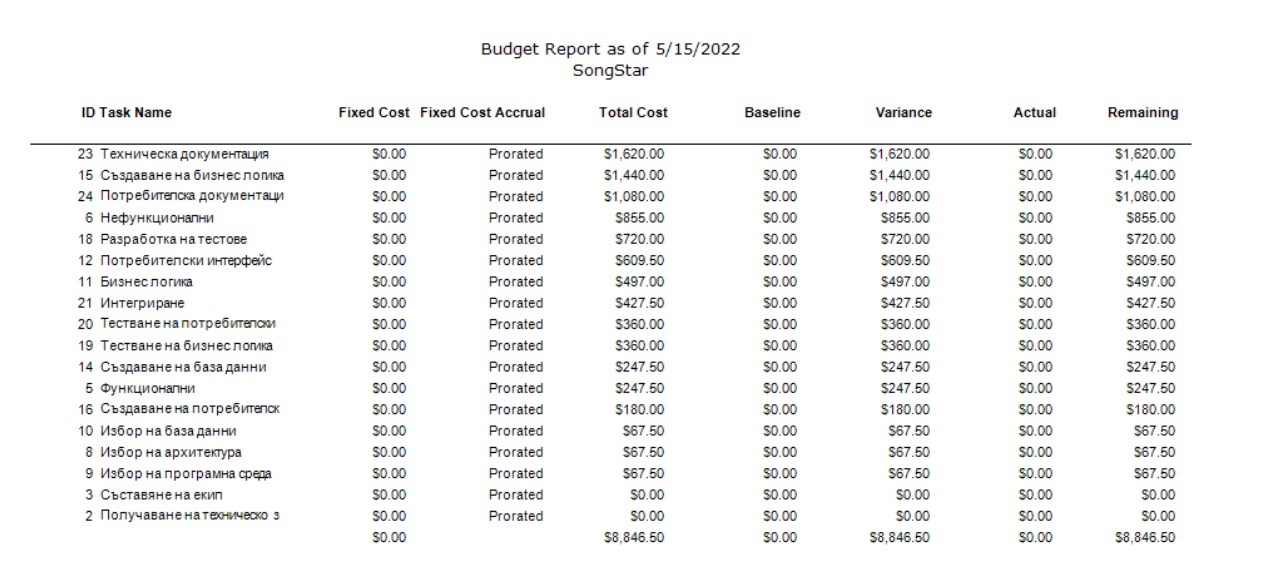 Budget Report as of 5/15/2022
SongStar
ID Task Name Fixed Cost Fixed Cost Accrual Total Cost Baseline Variance Actual Remaining
23 Техническа документация $0.00 Prorated $1,620.00 $0.00 $1,620.00 $0.00 $1,620.00
15 Създаване на бизнес логика $0.00 Prorated $1,440.00 $0.00 $1,440.00 $0.00 $1,440.00
24 Потребителска документаци $0.00 Prorated $1,080.00 $0.00 $1,080.00 $0.00 $1,080.00
6 Нефункционални $0.00 Prorated $855.00 $0.00 $855.00 $0.00 $855.00
18 Разработка на тестове $0.00 Prorated $720.00 $0.00 $720.00 $0.00 $720.00
12 Потребителски интерфейс $0.00 Prorated $609.50 $0.00 $609.50 $0.00 $609.50
11 Бизнес логика $0.00 Prorated $497.00 $0.00 $497.00 $0.00 $497.00
21 Интегриране $0.00 Prorated $427.50 $0.00 $427.50 $0.00 $427.50
20 Тестване на потребителски $0.00 Prorated $360.00 $0.00 $360.00 $0.00 $360.00
19 Тестване на бизнес логика $0.00 Prorated $360.00 $0.00 $360.00 $0.00 $360.00
14 Създаване на база данни $0.00 Prorated $247.50 $0.00 $247.50 $0.00 $247.50
5 Функционални $0.00 Prorated $247.50 $0.00 $247.50 $0.00 $247.50
16 Създаване на потребителск $0.00 Prorated $180.00 $0.00 $180.00 $0.00 $180.00
10 Избор на база данни $0.00 Prorated $67.50 $0.00 $67.50 $0.00 $67.50
8 Избор на архитектура $0.00 Prorated $67.50 $0.00 $67.50 $0.00 $67.50
9 Избор на програмна среда $0.00 Prorated $67.50 $0.00 $67.50 $0.00 $67.50
3 Съставяне на екип $0.00 Prorated $0.00 $0.00 $0.00 $0.00 $0.00
2 Получаване на техническо з $0.00 Prorated $0.00 $0.00 $0.00 $0.00 $0.00
$0.00 $8,846.50 $0.00 $8,846.50 $0.00 $8,846.50